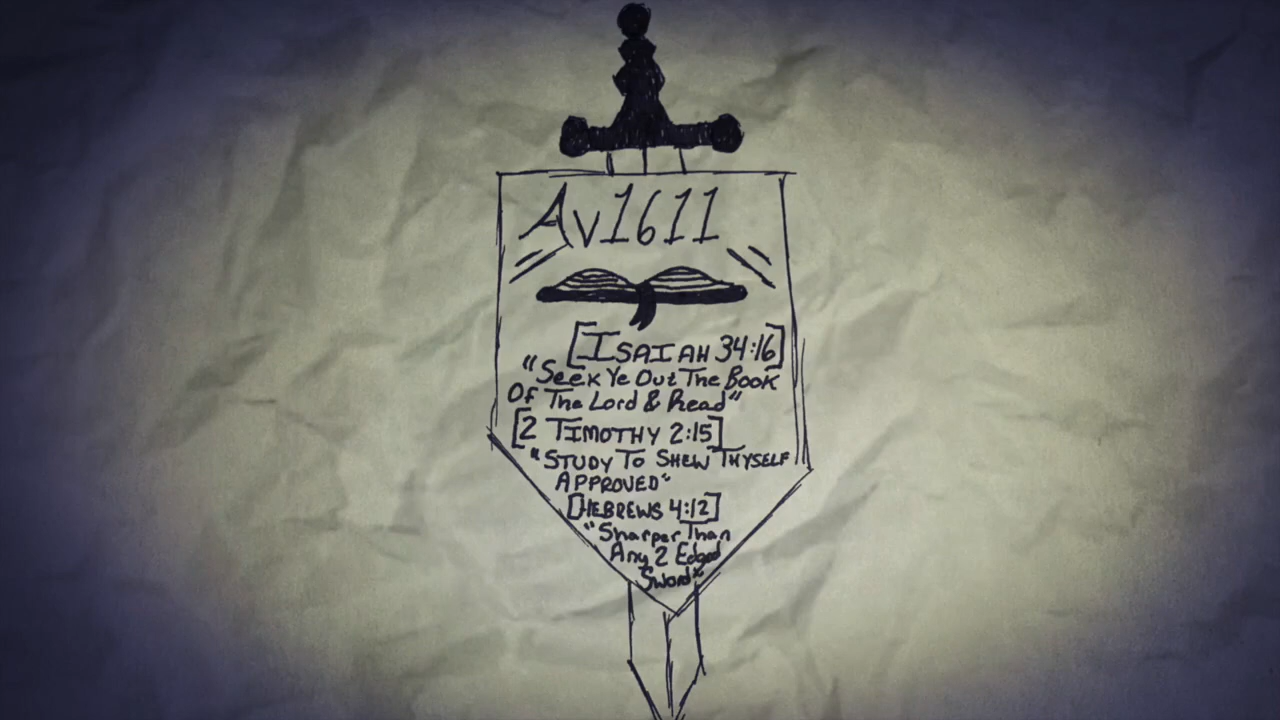 Av1611
[ISAIAH 34:16]
"Seek Ye Out The Book
Of The Lord & Read"
[2 TIMOTHY 2:15]
"STUDY TO SHEW THYSELF
APPROVED"
[HEBREWS 4:12]
"Sharper Than
Any 2 Edged
Sword"